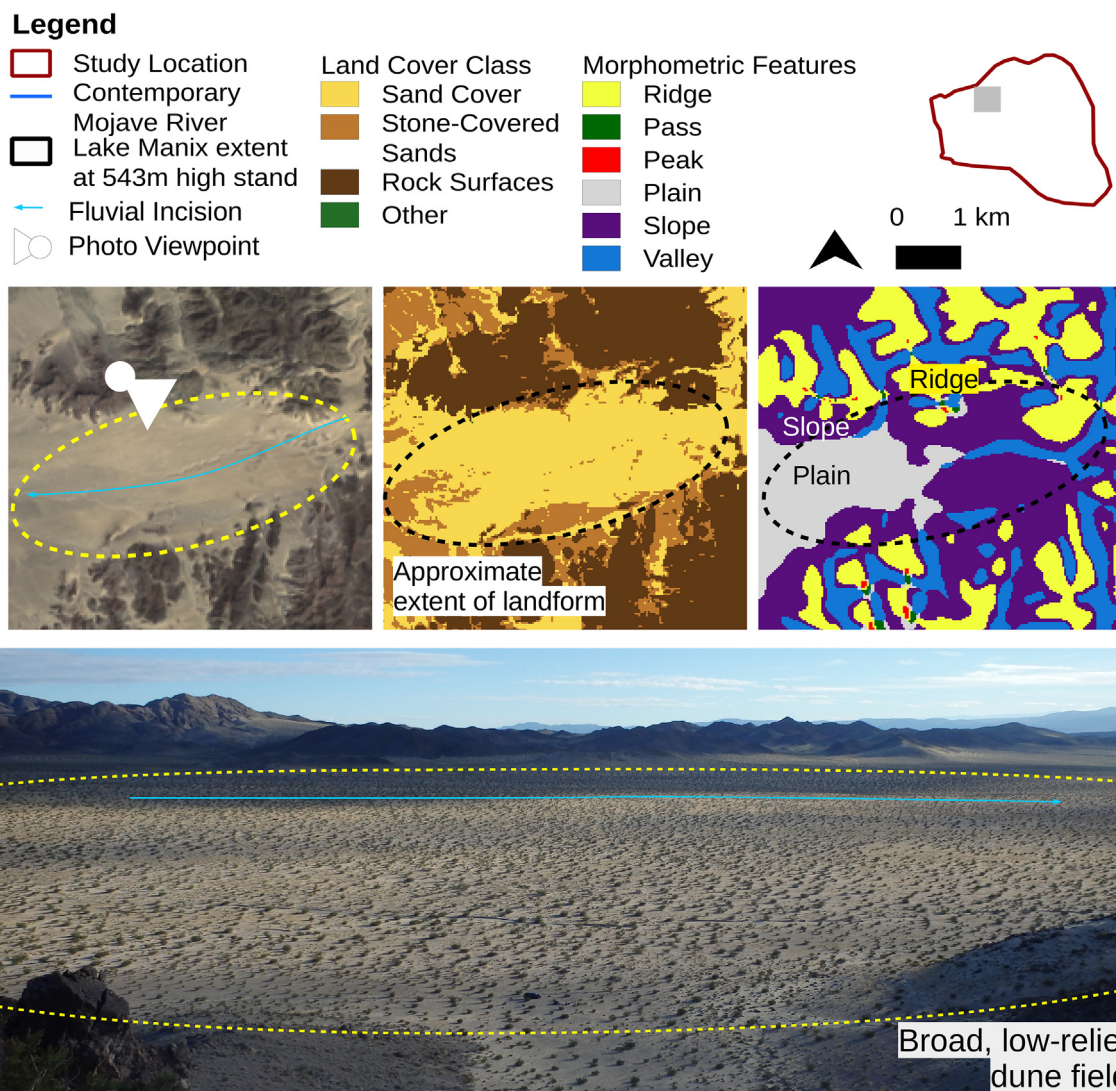 Legend
Study Location
Contemporary
Mojave River
Lake Manix extent
at 543m high stand
Fluvial Incision
Photo Viewpoint
Land Cover Class
Sand Cover
Stone-Covered
Sands
Rock Surfaces
Other
Morphometric Features
Ridge
Pass
Peak
Plain
Slope
Valley
0 1 km
Approximate
extent of landform
Ridge
Slope
Plain
Broad, low-relie
dune fiel